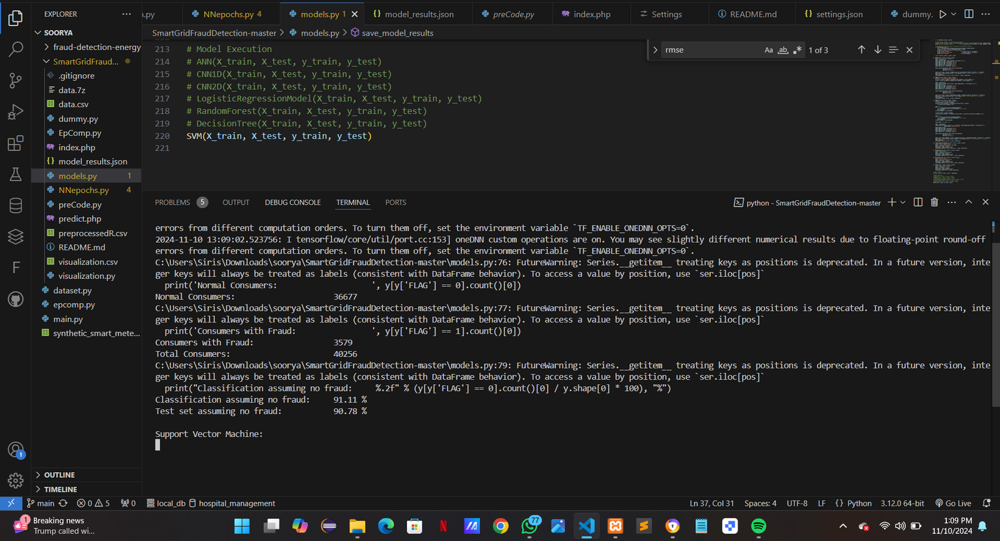 EXPLORER
SOORYA
fraud-detection-energy
SmartGridFraud...
.gitignore
data.7z
data.csv
dummy.py
EpComp.py
index.php
model_results.json
models.py 1
NNepochs.py 4
preCode.py
predict.php
preprocessedR.csv
README.md
visualization.csv
visualization.py
dataset.py
epcomp.py
main.py
synthetic_smart_mete...
OUTLINE
TIMELINE
.py NNepochs.py 4 models.py 1 model_results.json preCode.py index.php Settings README.md settings.json dummy.
SmartGridFraudDetection-master > models.py > save_model_results
rmse Aa ab 1 of 3
213 # Model Execution
214 # ANN(X_train, X_test, y_train, y_test)
215 # CNN1D(X_train, X_test, y_train, y_test)
216 # CNN2D(X_train, X_test, y_train, y_test)
217 # LogisticRegressionModel(X_train, X_test, y_train, y_test)
218 # RandomForest(X_train, X_test, y_train, y_test)
219 # DecisionTree(X_train, X_test, y_train, y_test)
220 SVM(X_train, X_test, y_train, y_test)
221
PROBLEMS 5 OUTPUT DEBUG CONSOLE TERMINAL PORTS python - SmartGridFraudDetection-master
errors from different computation orders. To turn them off, set the environment variable `TF_ENABLE_ONEDNN_OPTS=0`.
2024-11-10 13:09:02.523756: I tensorflow/core/util/port.cc:153] oneDNN custom operations are on. You may see slightly different numerical results due to floating-point round-off
errors from different computation orders. To turn them off, set the environment variable `TF_ENABLE_ONEDNN_OPTS=0`.
C:\Users\Siris\Downloads\soorya\SmartGridFraudDetection-master\models.py:76: FutureWarning: Series.__getitem__ treating keys as positions is deprecated. In a future version, inte
ger keys will always be treated as labels (consistent with DataFrame behavior). To access a value by position, use `ser.iloc[pos]`
print('Normal Consumers: ', y[y['FLAG'] == 0].count()[0])
Normal Consumers: 36677
C:\Users\Siris\Downloads\soorya\SmartGridFraudDetection-master\models.py:77: FutureWarning: Series.__getitem__ treating keys as positions is deprecated. In a future version, inte
ger keys will always be treated as labels (consistent with DataFrame behavior). To access a value by position, use `ser.iloc[pos]`
print('Consumers with Fraud: ', y[y['FLAG'] == 1].count()[0])
Consumers with Fraud: 3579
Total Consumers: 40256
C:\Users\Siris\Downloads\soorya\SmartGridFraudDetection-master\models.py:79: FutureWarning: Series.__getitem__ treating keys as positions is deprecated. In a future version, inte
ger keys will always be treated as labels (consistent with DataFrame behavior). To access a value by position, use `ser.iloc[pos]`
print("Classification assuming no fraud: %.2f" % (y[y['FLAG'] == 0].count()[0] / y.shape[0] * 100), "%")
Classification assuming no fraud: 91.11 %
Test set assuming no fraud: 90.78 %
Support Vector Machine:
main 0 5 0 local_db hospital_management Ln 37, Col 31 Spaces: 4 UTF-8 LF {} Python 3.12.0 64-bit Go Live
1 Breaking news
Trump called wi...
77
1:09 PM
11/10/2024